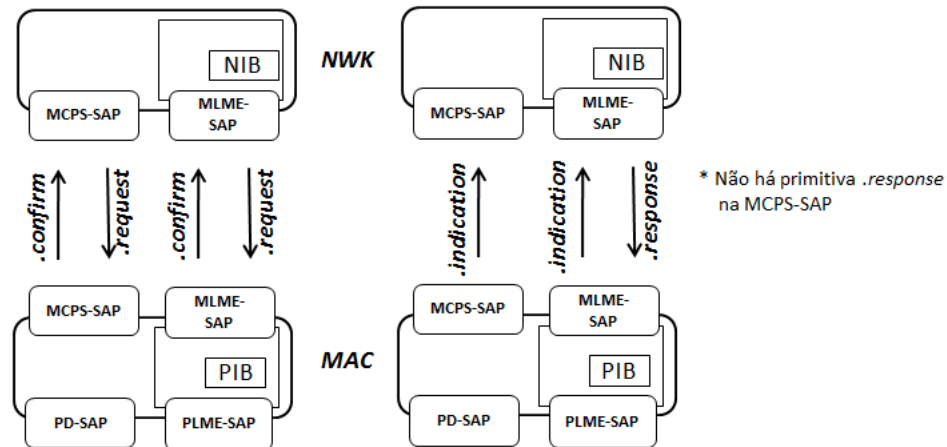 NIB
NWK
NIB
MCPS-SAP
MLME-
SAP
MCPS-SAP
MLME-
SAP
.confirm
.request
.confirm
.request
.indication
.indication
.response
* Não há primitiva .response
na MCPS-SAP
MCPS-SAP
MLME-
SAP
MCPS-SAP
MLME-
SAP
PIB
MAC
PIB
PD-SAP
PLME-SAP
PD-SAP
PLME-SAP